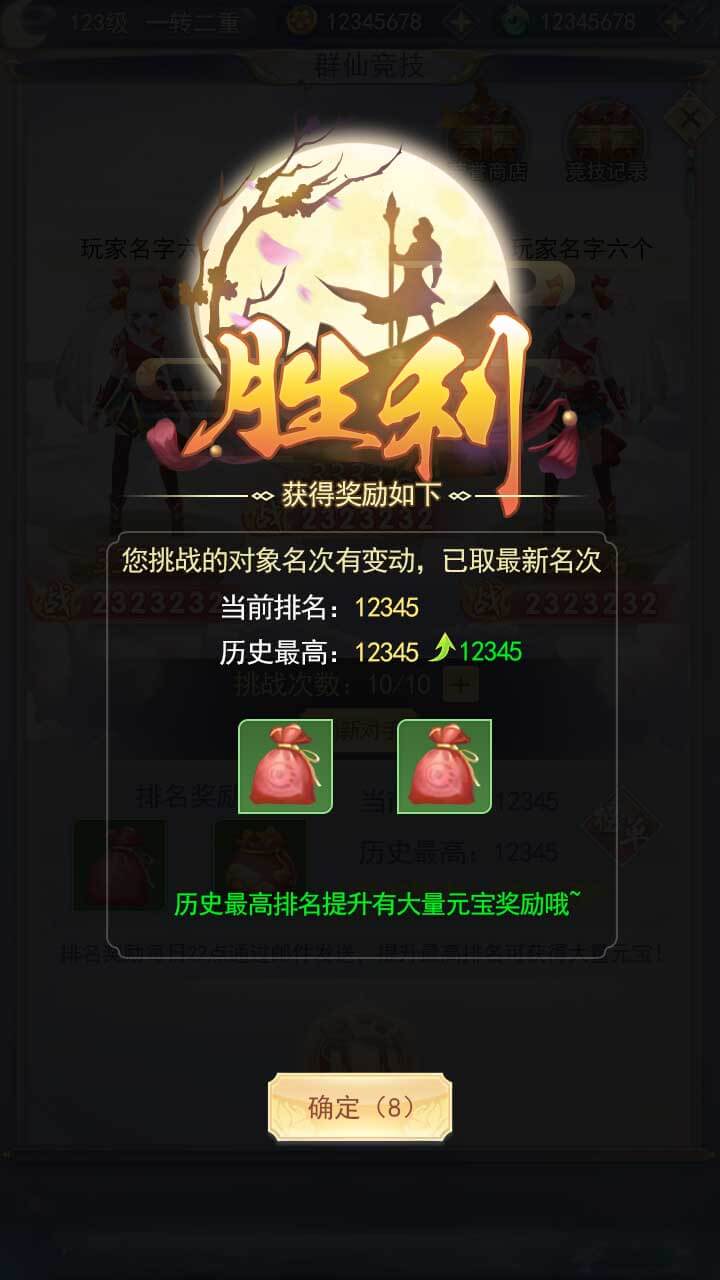 123级 一转二重 12345678 12345678
群仙竞技
商店 竞技记录
玩家名字六 玩家名字六个
胜利
获得奖励如下
您挑战的对象名次有变动，已取最新名次
战 2323232 战 2323232
当前排名：12345
历史最高：12345 12345
挑战次数：10/10
排名奖励 12345
历史最高：12345
历史最高排名提升有大量元宝奖励哦~
排名奖励每日22点通过邮件发送，提升最高排名可获得大量元宝！
确定（8）